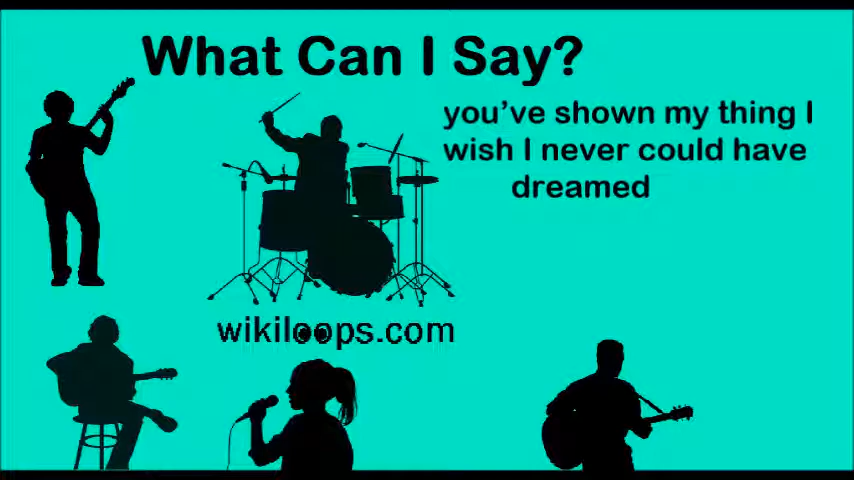 What Can I Say?
you've shown my thing I
wish I never could have
dreamed
wikiloops.com